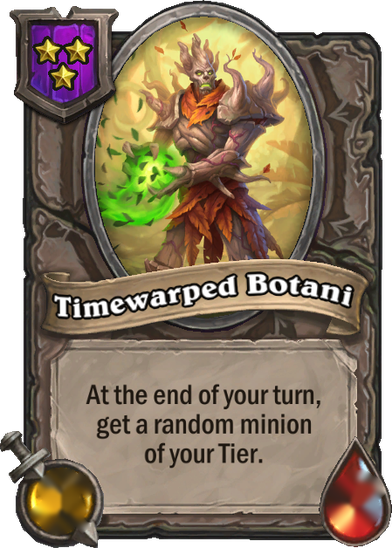 Timewarped Botani
At the end of your turn,
get a random minion
of your Tier.